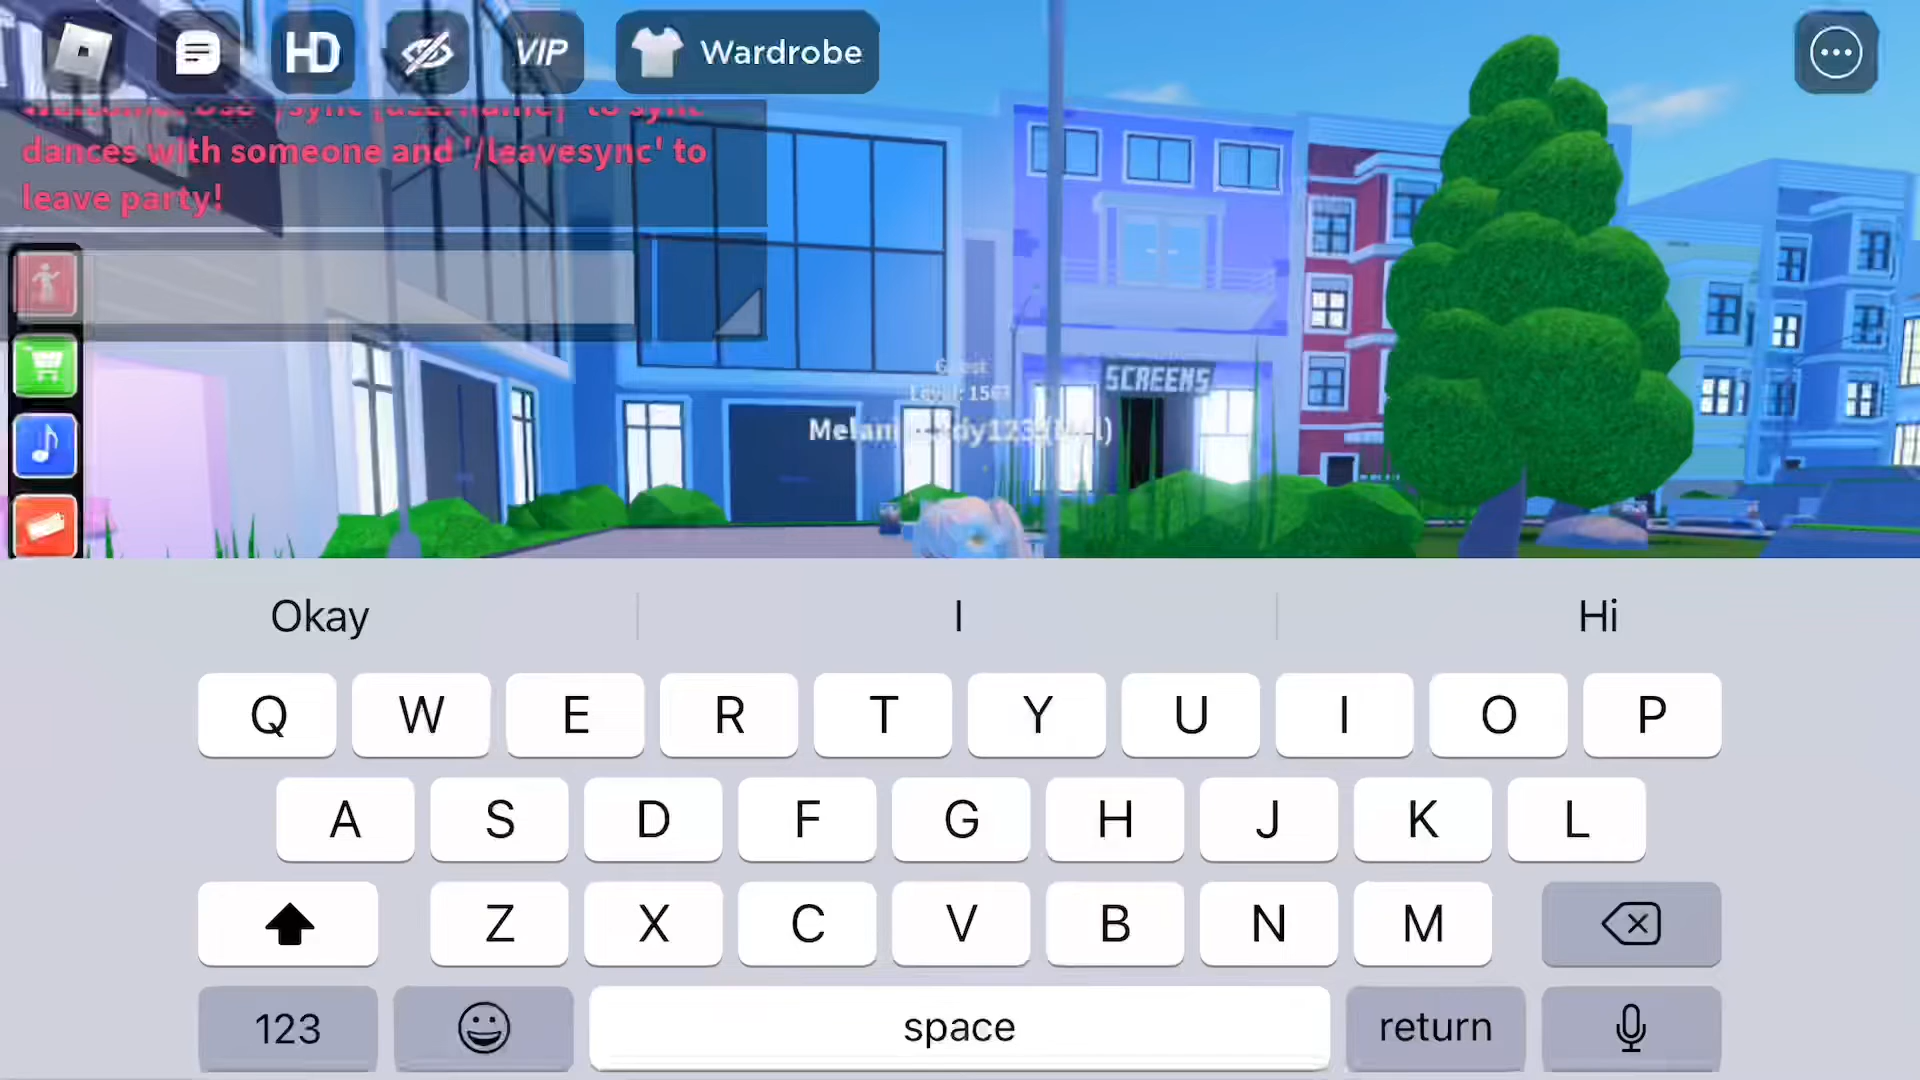 HD
VIP
Wardrobe
dances with someone and '/leavesync' to
leave party!
SCREENS
Okay
I
Hi
Q W E R T Y U I O P
A S D F G H J K L
Z X C V B N M
123
space
return